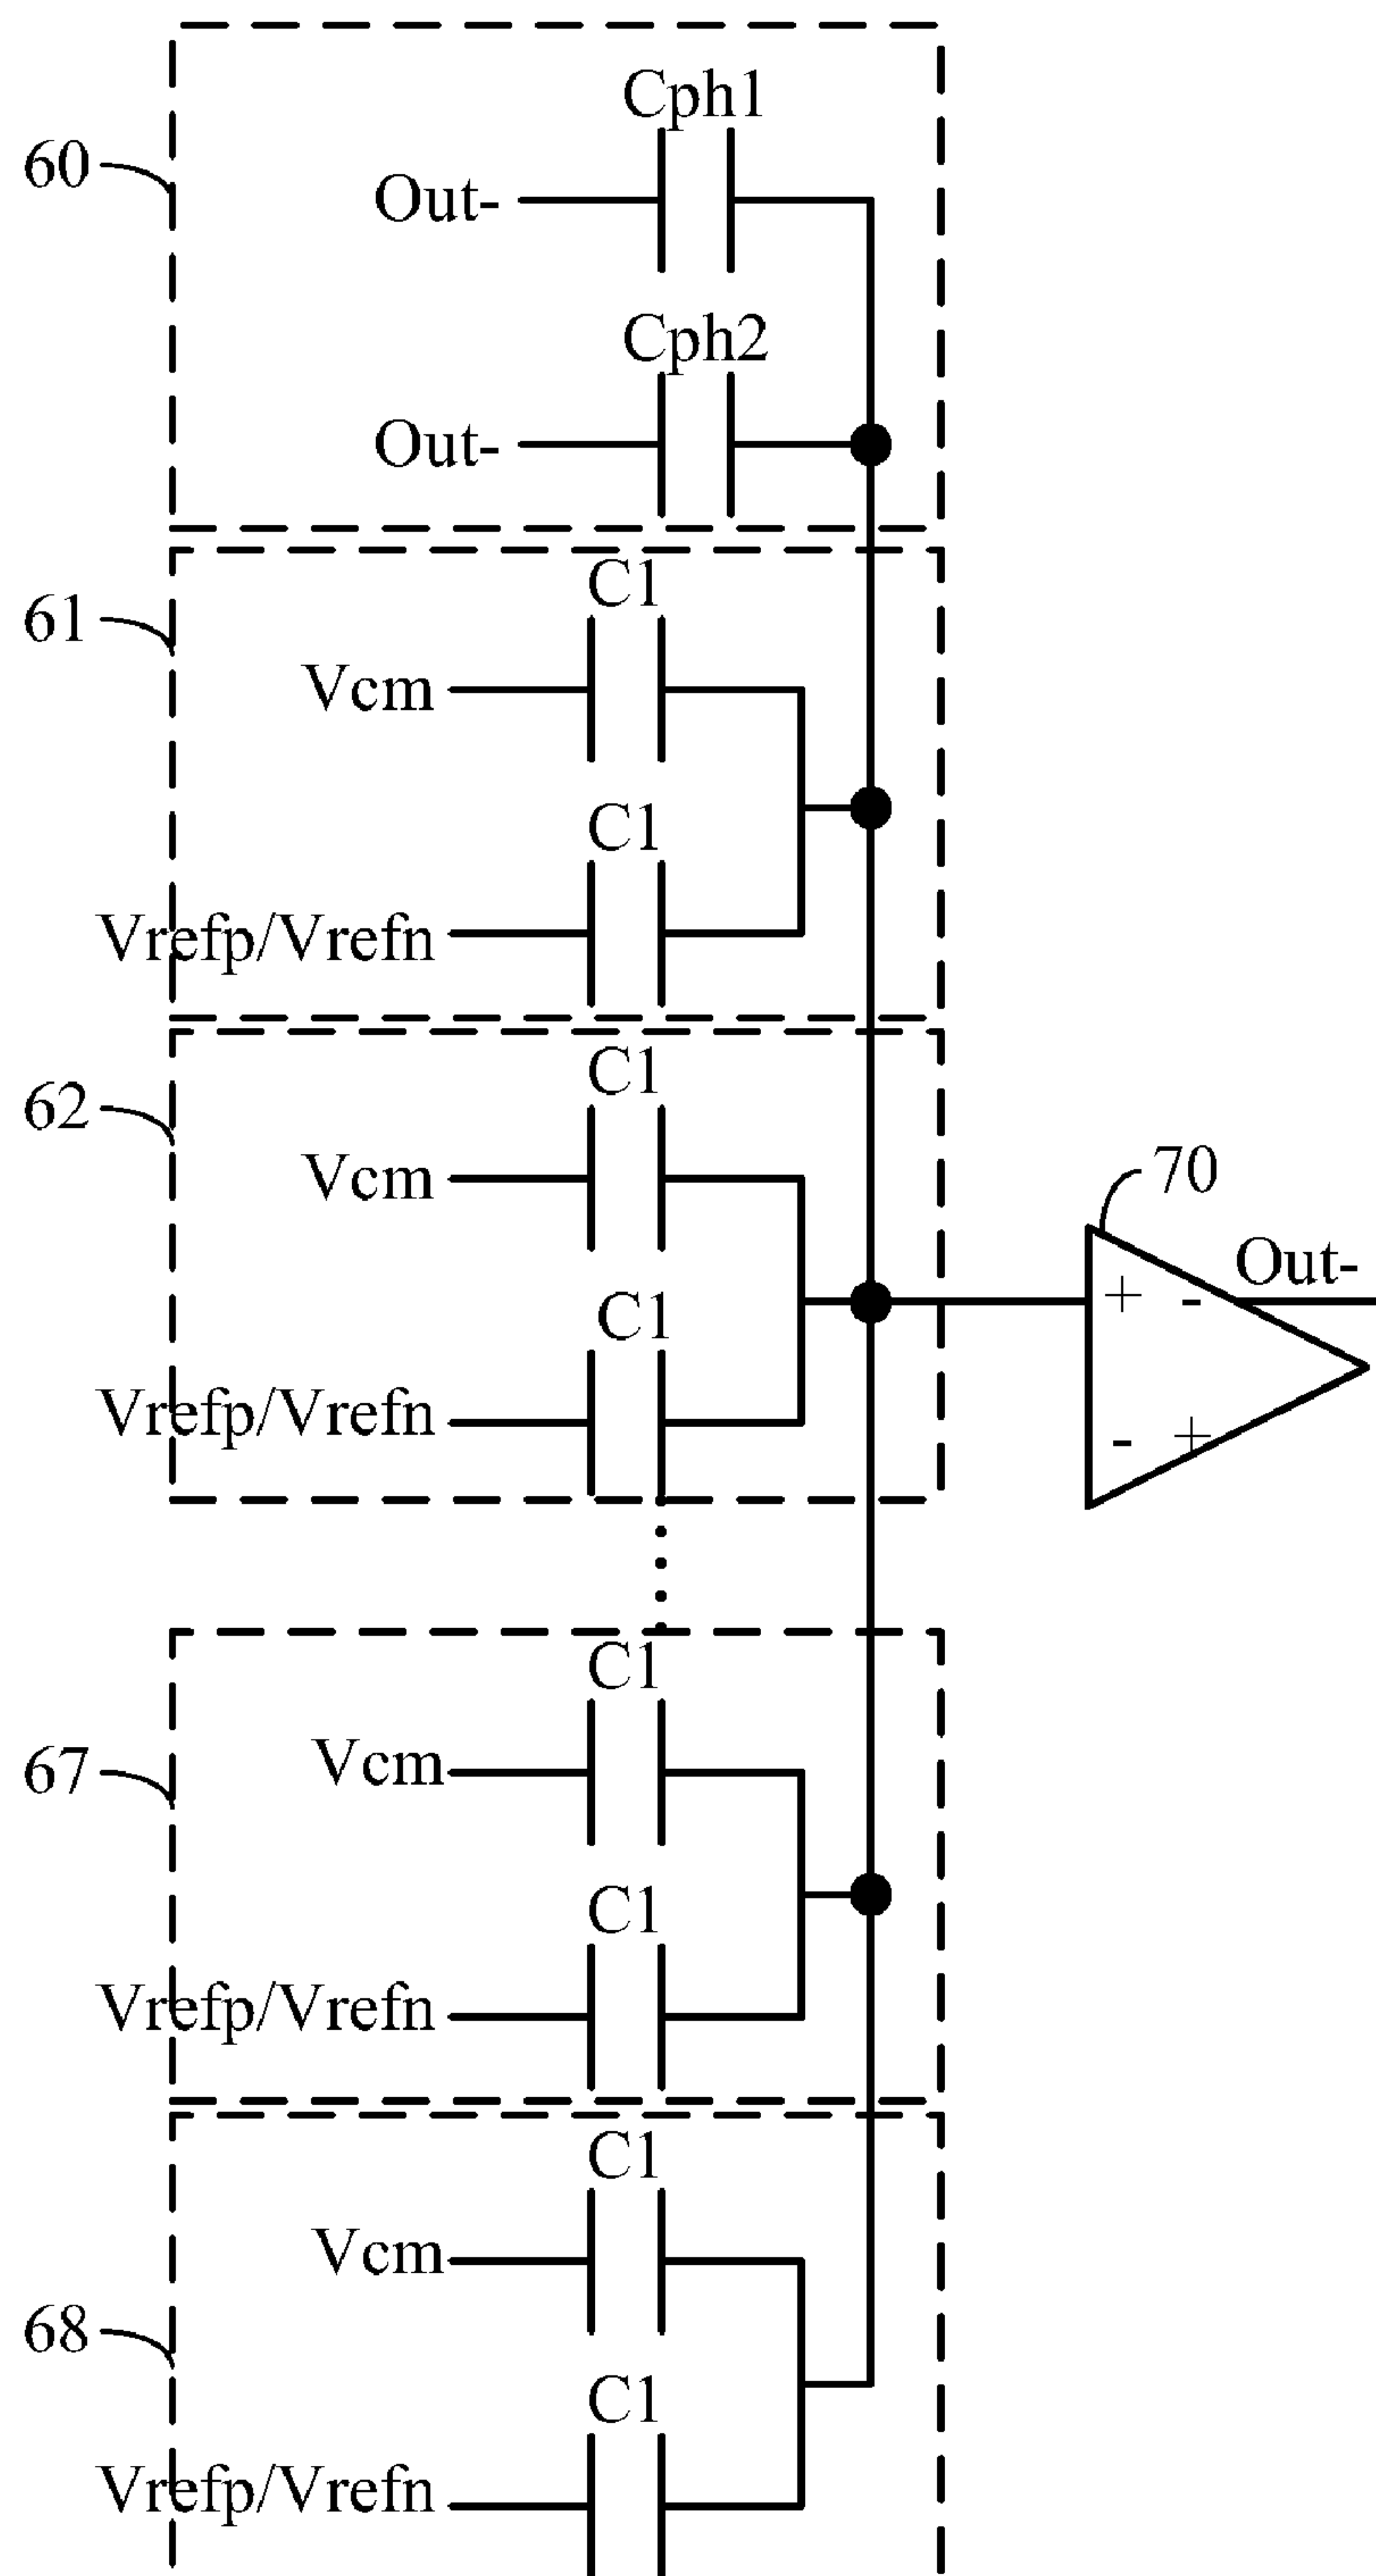 Cph1
60
Out-
Cph2
Out-
C1
61
Vcm
C1
Vrefp/Vrefn
C1
62
Vcm
70
Out-
+ -
C1
Vrefp/Vrefn
- +
C1
Vcm
67
C1
Vrefp/Vrefn
C1
Vcm
68
C1
Vrefp/Vrefn